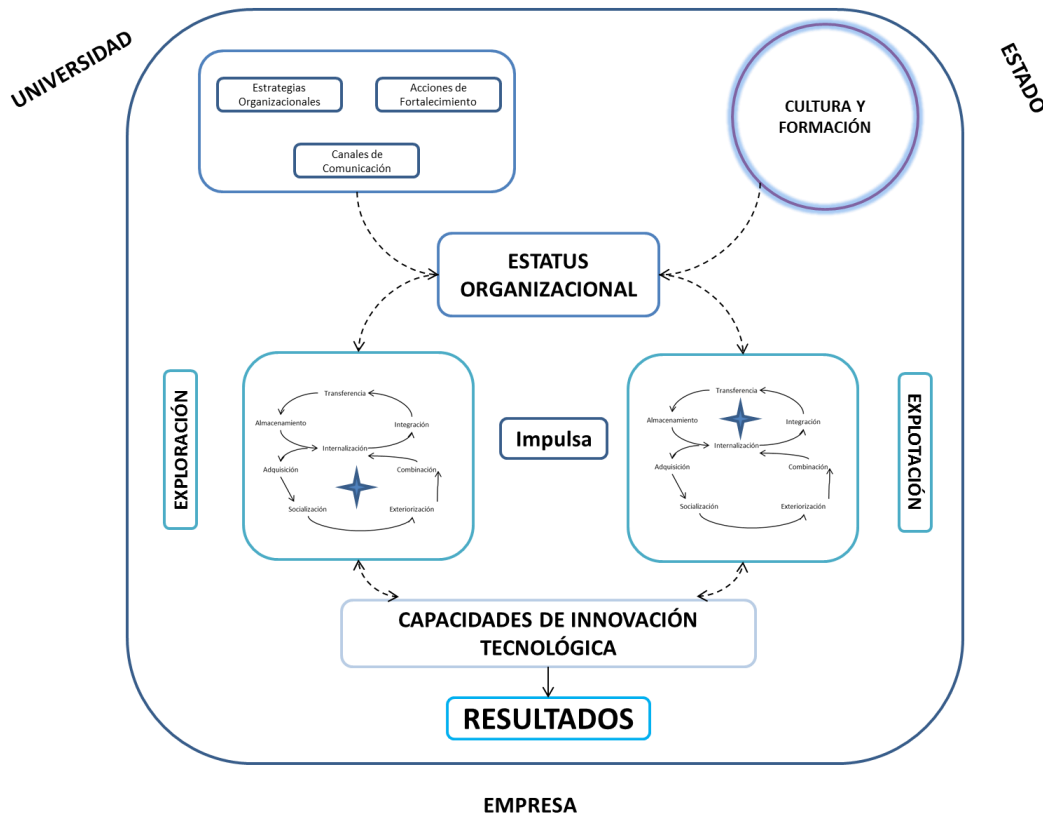 UNIVERSIDAD
ESTADO
Estrategias
Organizacionales
Acciones de
Fortalecimiento
Canales de
Comunicación
CULTURA Y
FORMACIÓN
ESTATUS
ORGANIZACIONAL
EXPLORACIÓN
Transferencia
Almacenamiento
Integración
Internalización
Adquisición
Combinación
Socialización
Exteriorización
Impulsa
Transferencia
Almacenamiento
Integración
Internalización
Adquisición
Combinación
Socialización
Exteriorización
EXPLOTACIÓN
CAPACIDADES DE INNOVACIÓN
TECNOLÓGICA
RESULTADOS
EMPRESA